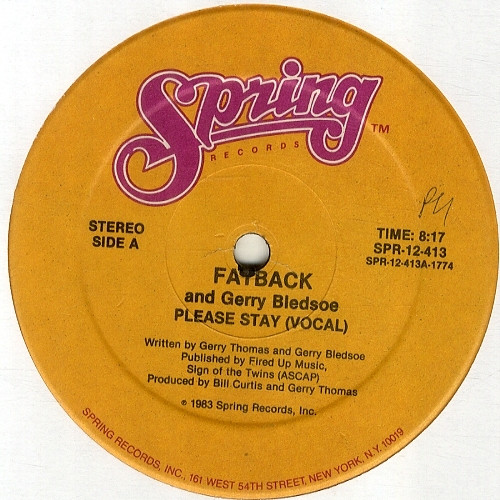 Spring
RECORDS
TM
STEREO
SIDE A
TIME: 8:17
SPR-12-413
SPR-12-413A-1774
FATBACK
and Gerry Bledsoe
PLEASE STAY (VOCAL)
Written by Gerry Thomas and Gerry Bledsoe
Published by Fired Up Music,
Sign of the Twins (ASCAP)
Produced by Bill Curtis and Gerry Thomas
℗ 1983 Spring Records, Inc.
SPRING RECORDS, INC., 161 WEST 54TH STREET, NEW YORK, N.Y. 10019